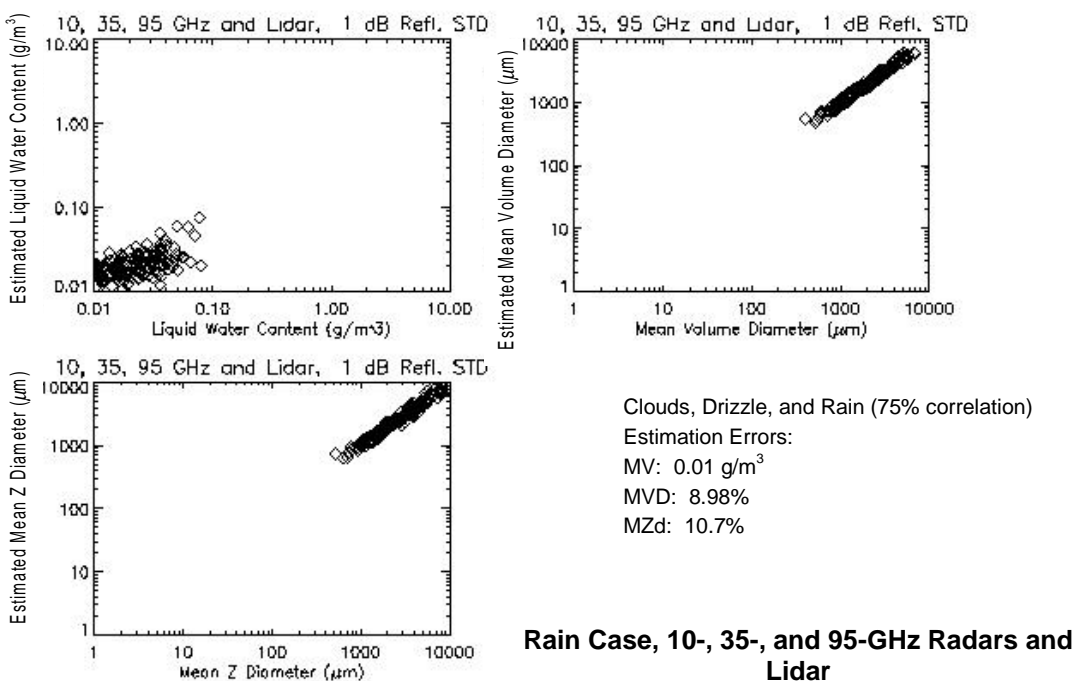 10, 35, 95 GHz and Lidar, 1 dB Refl. STD
Estimated Liquid Water Content (g/m³)
10.00
1.00
0.10
0.01
0.01 0.10 1.00 10.00
Liquid Water Content (g/m^3)
10, 35, 95 GHz and Lidar, 1 dB Refl. STD
Estimated Mean Volume Diameter (µm)
10000
1000
100
10
1
1 10 100 1000 10000
Mean Volume Diameter (µm)
10, 35, 95 GHz and Lidar, 1 dB Refl. STD
Estimated Mean Z Diameter (µm)
10000
1000
100
10
1
1 10 100 1000 10000
Mean Z Diameter (µm)
Clouds, Drizzle, and Rain (75% correlation)
Estimation Errors:
MV: 0.01 g/m³
MVD: 8.98%
MZd: 10.7%
Rain Case, 10-, 35-, and 95-GHz Radars and
Lidar